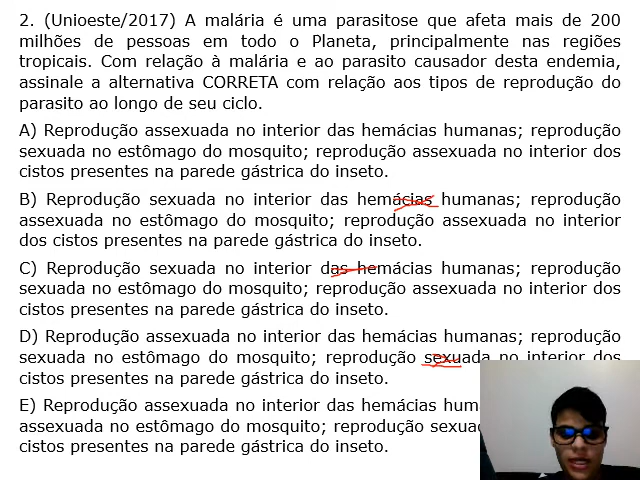 2. (Unioeste/2017) A malária é uma parasitose que afeta mais de 200
milhões de pessoas em todo o Planeta, principalmente nas regiões
tropicais. Com relação à malária e ao parasito causador desta endemia,
assinale a alternativa CORRETA com relação aos tipos de reprodução do
parasito ao longo de seu ciclo.
A) Reprodução assexuada no interior das hemácias humanas; reprodução
sexuada no estômago do mosquito; reprodução assexuada no interior dos
cistos presentes na parede gástrica do inseto.
B) Reprodução sexuada no interior das hemácias humanas; reprodução
assexuada no estômago do mosquito; reprodução assexuada no interior
dos cistos presentes na parede gástrica do inseto.
C) Reprodução sexuada no interior das hemácias humanas; reprodução
sexuada no estômago do mosquito; reprodução assexuada no interior dos
cistos presentes na parede gástrica do inseto.
D) Reprodução assexuada no interior das hemácias humanas; reprodução
sexuada no estômago do mosquito; reprodução sexuada no interior dos
cistos presentes na parede gástrica do inseto.
E) Reprodução assexuada no interior das hemácias
assexuada no estômago do mosquito; reprodução
cistos presentes na parede gástrica do inseto.